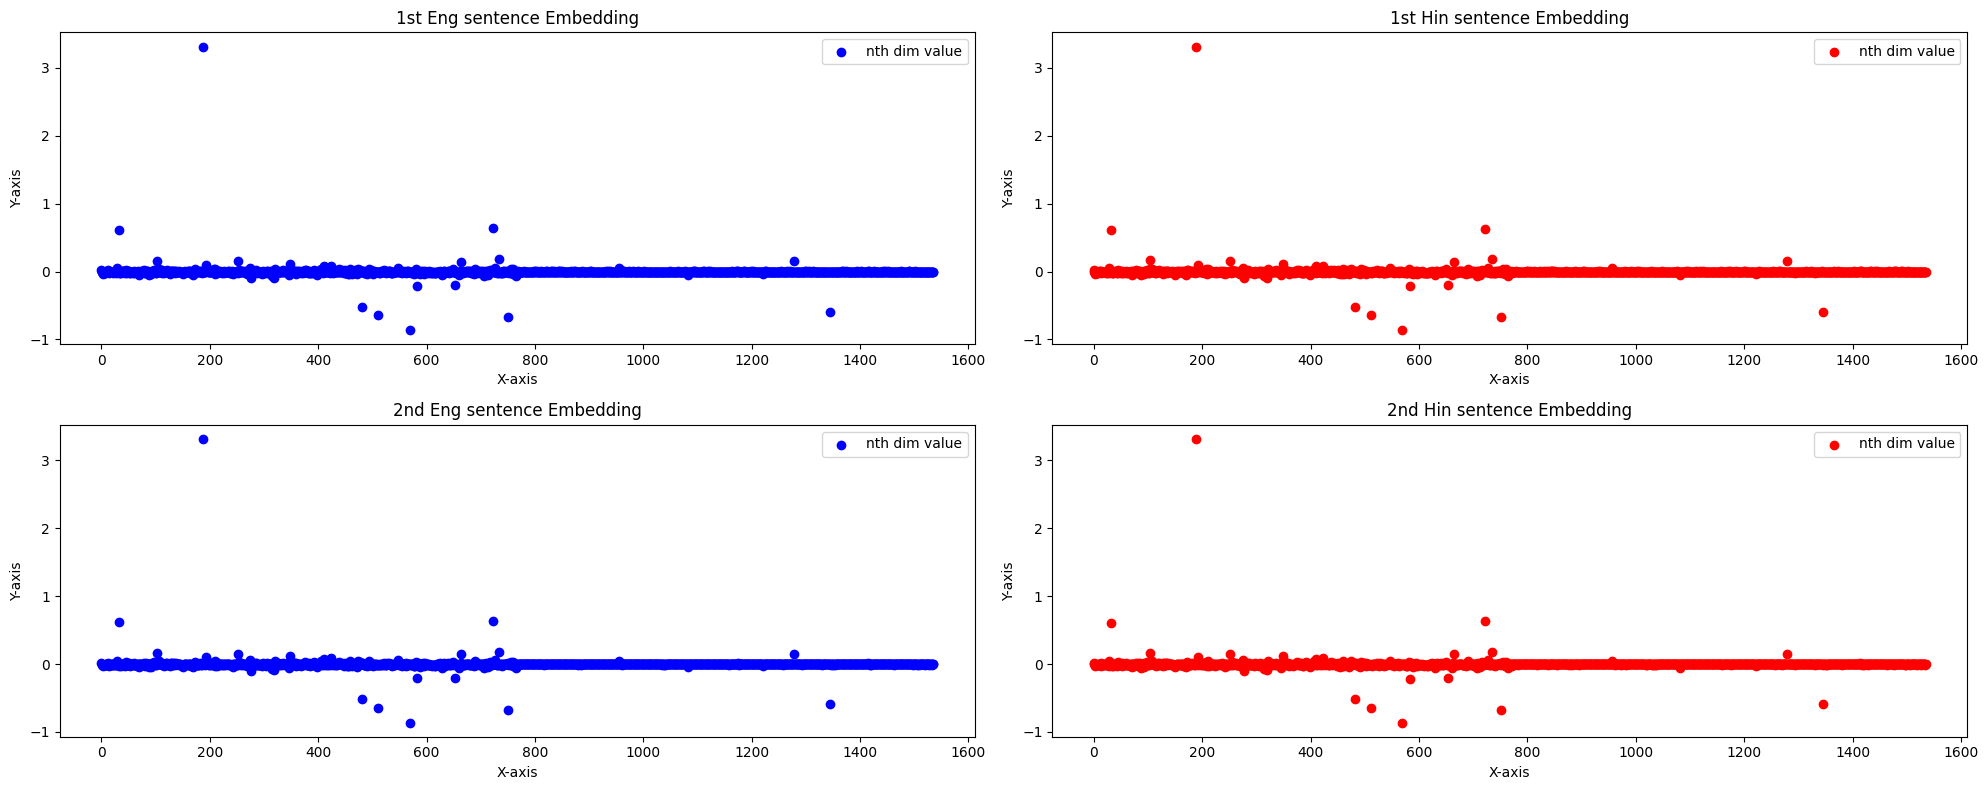 1st Eng sentence Embedding
nth dim value
Y-axis
3
2
1
0
−1
0 200 400 600 800 1000 1200 1400 1600
X-axis
1st Hin sentence Embedding
nth dim value
Y-axis
3
2
1
0
−1
0 200 400 600 800 1000 1200 1400 1600
X-axis
2nd Eng sentence Embedding
nth dim value
Y-axis
3
2
1
0
−1
0 200 400 600 800 1000 1200 1400 1600
X-axis
2nd Hin sentence Embedding
nth dim value
Y-axis
3
2
1
0
−1
0 200 400 600 800 1000 1200 1400 1600
X-axis